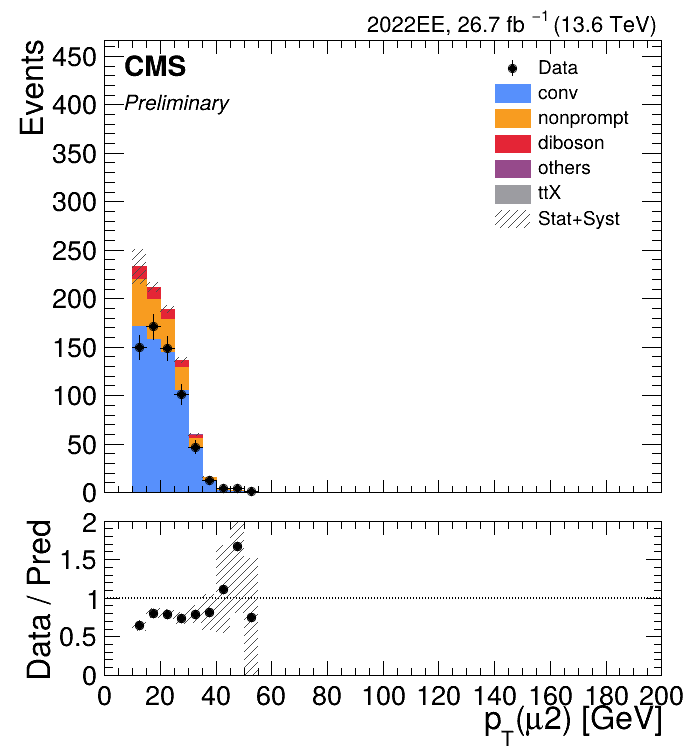 2022EE, 26.7 fb⁻¹ (13.6 TeV)
Events
450
400
350
300
250
200
150
100
50
0
CMS
Preliminary
Data
conv
nonprompt
diboson
others
ttX
Stat+Syst
Data / Pred
2
1.5
1
0.5
0
0 20 40 60 80 100 120 140 160 180 200
p_T(μ2) [GeV]